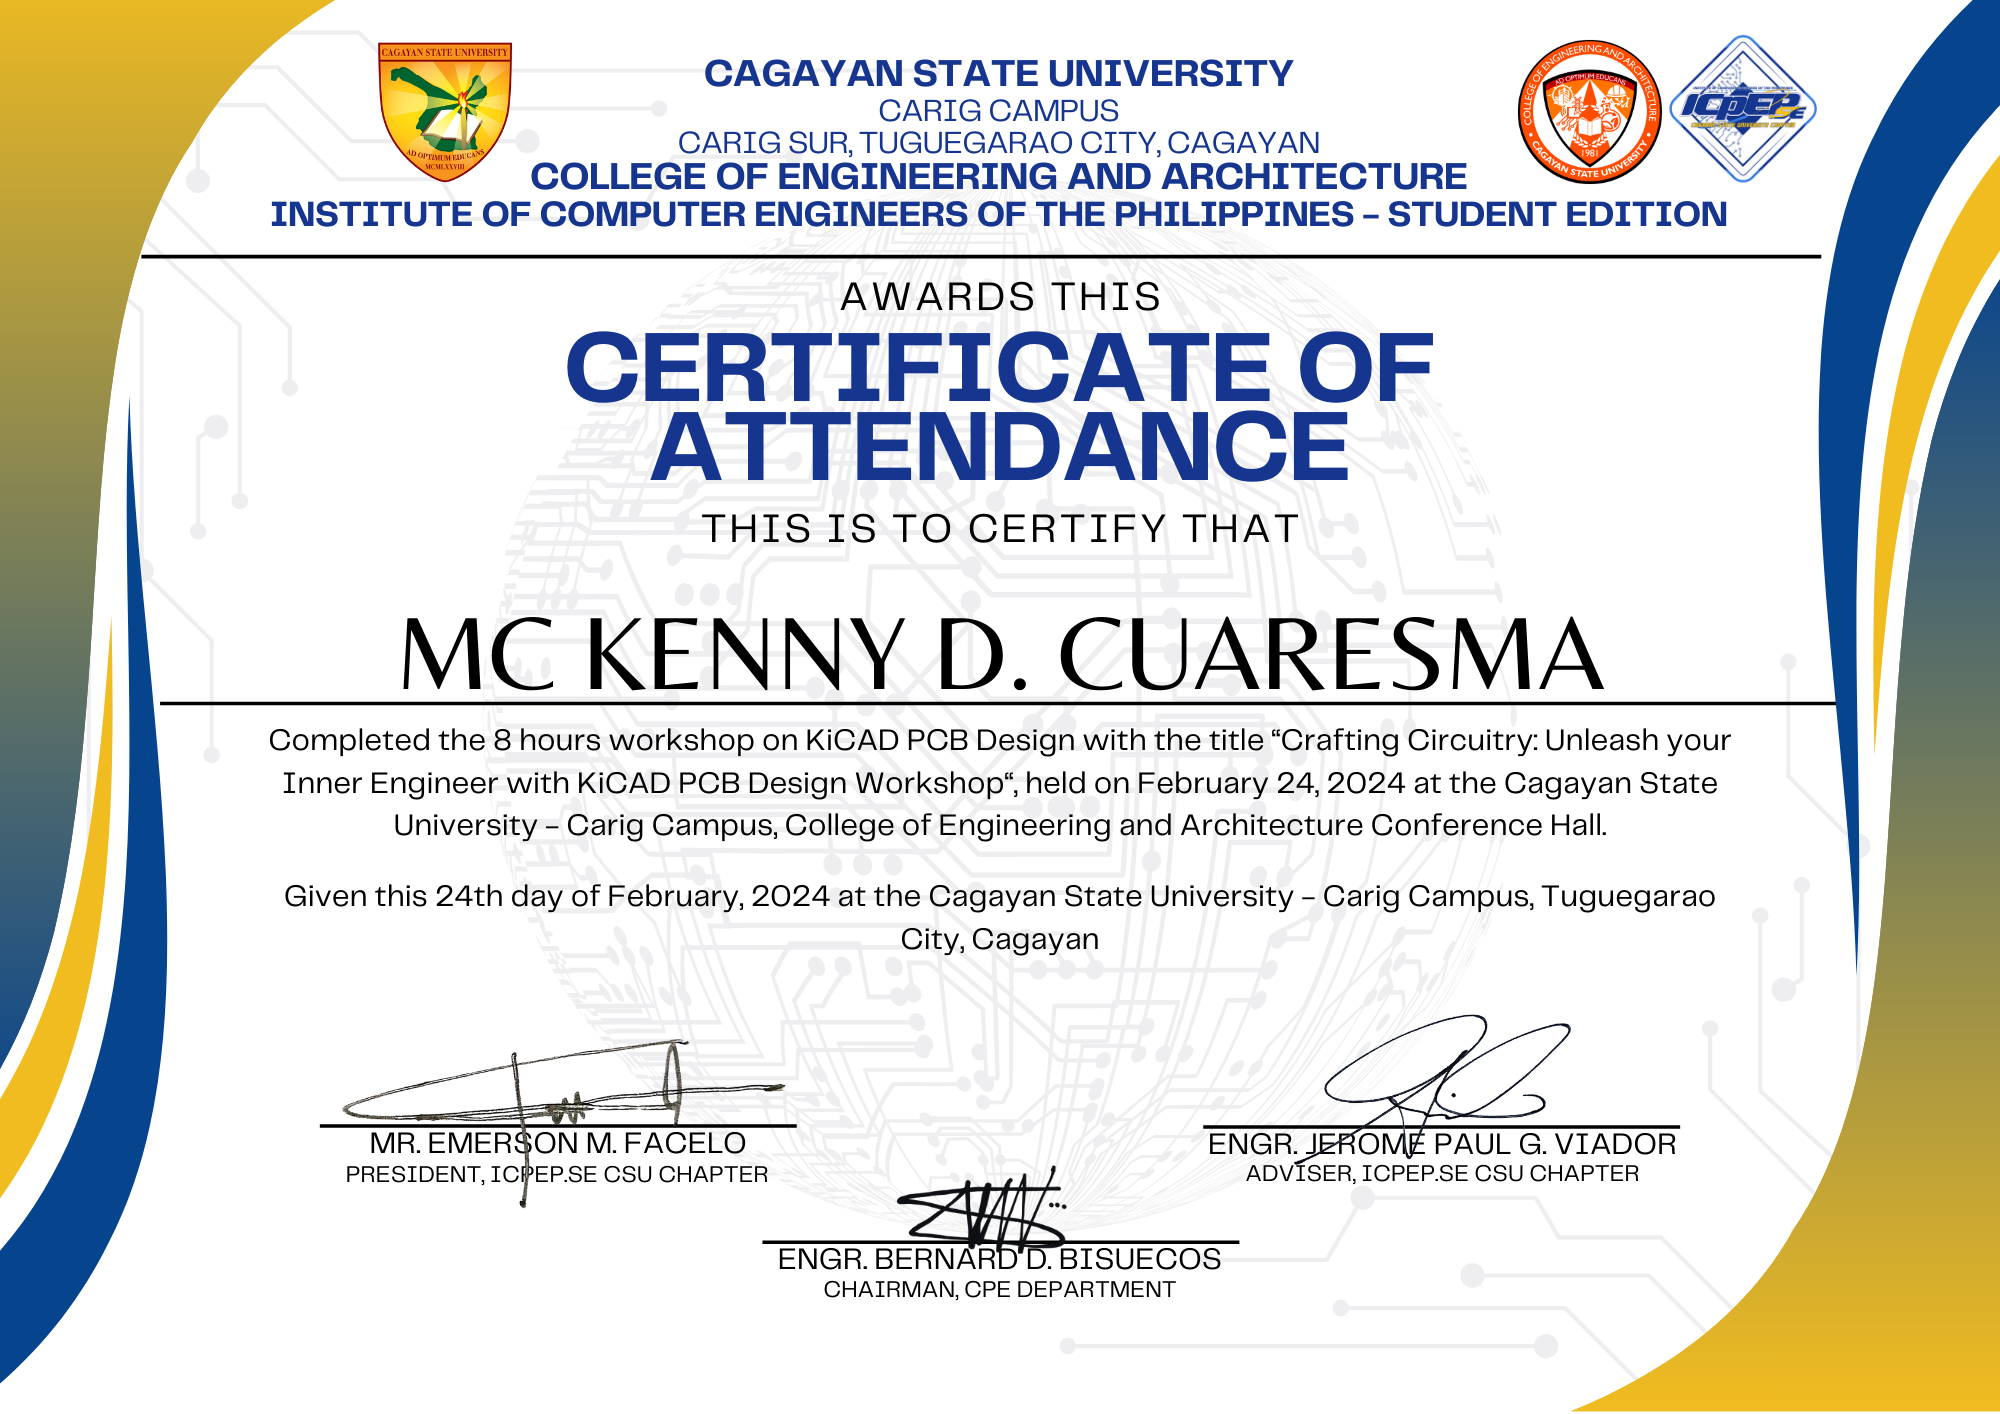 CAGAYAN STATE UNIVERSITY
AD OPTIMUM EDUCANS
MCMLXXVIII
CAGAYAN STATE UNIVERSITY
CARIG CAMPUS
CARIG SUR, TUGUEGARAO CITY, CAGAYAN
COLLEGE OF ENGINEERING AND ARCHITECTURE
INSTITUTE OF COMPUTER ENGINEERS OF THE PHILIPPINES – STUDENT EDITION
COLLEGE OF ENGINEERING AND ARCHITECTURE
AD OPTIMUM EDUCANS
1981
CAGAYAN STATE UNIVERSITY
ICPEP
AWARDS THIS
CERTIFICATE OF
ATTENDANCE
THIS IS TO CERTIFY THAT
MC KENNY D. CUARESMA
Completed the 8 hours workshop on KiCAD PCB Design with the title “Crafting Circuitry: Unleash your
Inner Engineer with KiCAD PCB Design Workshop“, held on February 24, 2024 at the Cagayan State
University – Carig Campus, College of Engineering and Architecture Conference Hall.
Given this 24th day of February, 2024 at the Cagayan State University – Carig Campus, Tuguegarao
City, Cagayan
MR. EMERSON M. FACELO
PRESIDENT, ICPEP.SE CSU CHAPTER
ENGR. JEROME PAUL G. VIADOR
ADVISER, ICPEP.SE CSU CHAPTER
ENGR. BERNARD D. BISUECOS
CHAIRMAN, CPE DEPARTMENT